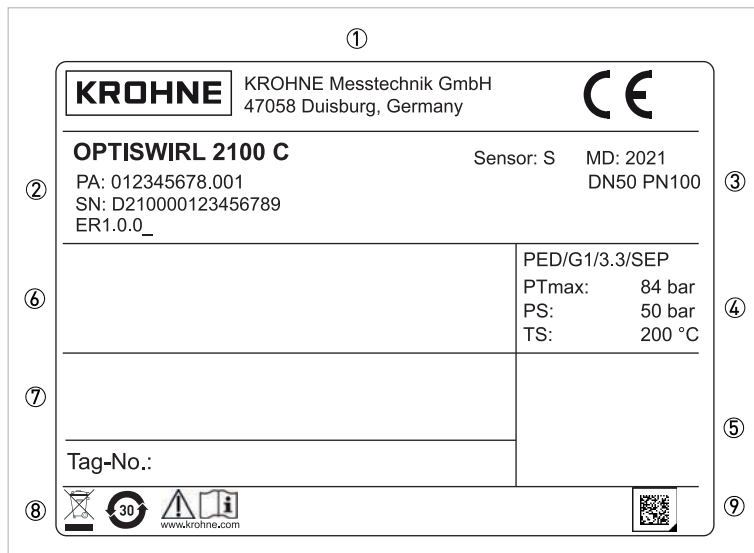 ①
KROHNE
KROHNE Messtechnik GmbH
47058 Duisburg, Germany
CE
②
OPTISWIRL 2100 C
Sensor: S MD: 2021
PA: 012345678.001
DN50 PN100
③
SN: D210000123456789
ER1.0.0_
⑥
PED/G1/3.3/SEP
PTmax: 84 bar
④
PS: 50 bar
TS: 200 °C
⑦
⑤
Tag-No.:
⑧
30
www.krohne.com
⑨